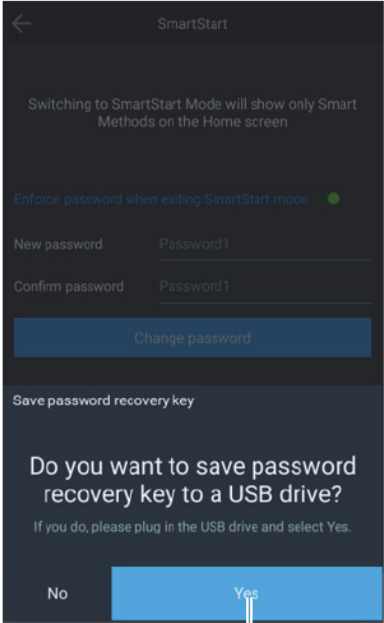 SmartStart
Switching to SmartStart Mode will show only Smart
Methods on the Home screen
Enforce password when exiting SmartStart mode
New password Password1
Confirm password Password1
Change password
Save password recovery key
Do you want to save password
recovery key to a USB drive?
If you do, please plug in the USB drive and select Yes.
No Yes